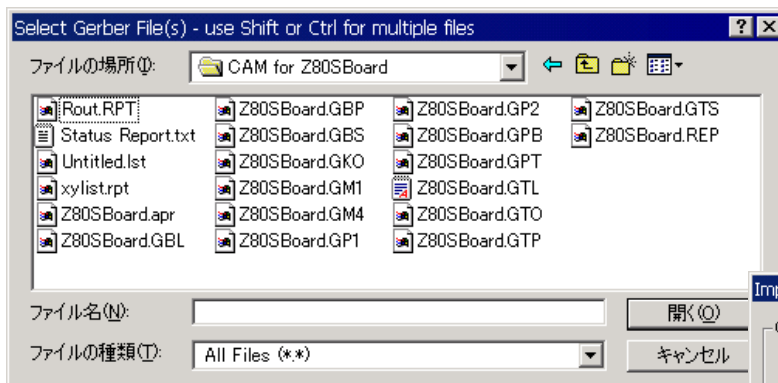 Select Gerber File(s) - use Shift or Ctrl for multiple files
ファイルの場所(I): CAM for Z80SBoard
Rout.RPT Z80SBoard.GBP Z80SBoard.GP2 Z80SBoard.GTS
Status Report.txt Z80SBoard.GBS Z80SBoard.GPB Z80SBoard.REP
Untitled.lst Z80SBoard.GKO Z80SBoard.GPT
xylist.rpt Z80SBoard.GM1 Z80SBoard.GTL
Z80SBoard.apr Z80SBoard.GM4 Z80SBoard.GTO
Z80SBoard.GBL Z80SBoard.GP1 Z80SBoard.GTP
Imp
ファイル名(N): 開く(O)
ファイルの種類(T): All Files (*.*) キャンセル